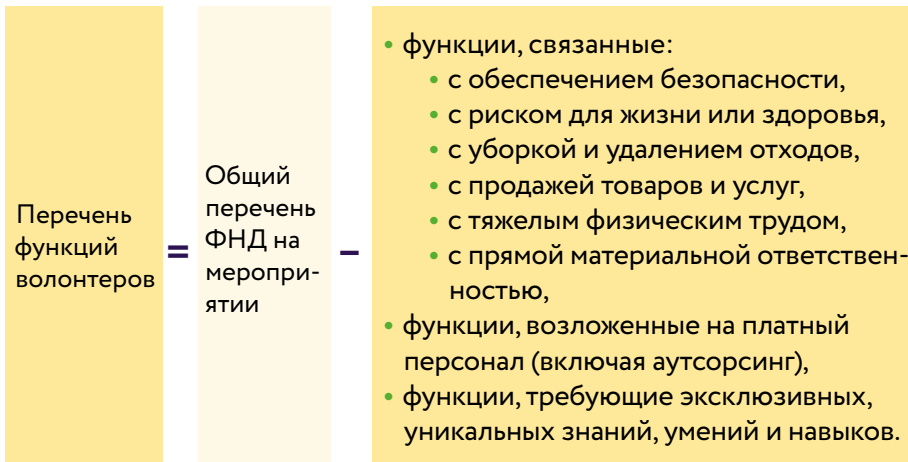 Перечень
функций
волонтеров
=
Общий
перечень
ФНД на
меропри-
ятии
–
• функции, связанные:
• с обеспечением безопасности,
• с риском для жизни или здоровья,
• с уборкой и удалением отходов,
• с продажей товаров и услуг,
• с тяжелым физическим трудом,
• с прямой материальной ответствен-
ностью,
• функции, возложенные на платный
персонал (включая аутсорсинг),
• функции, требующие эксклюзивных,
уникальных знаний, умений и навыков.